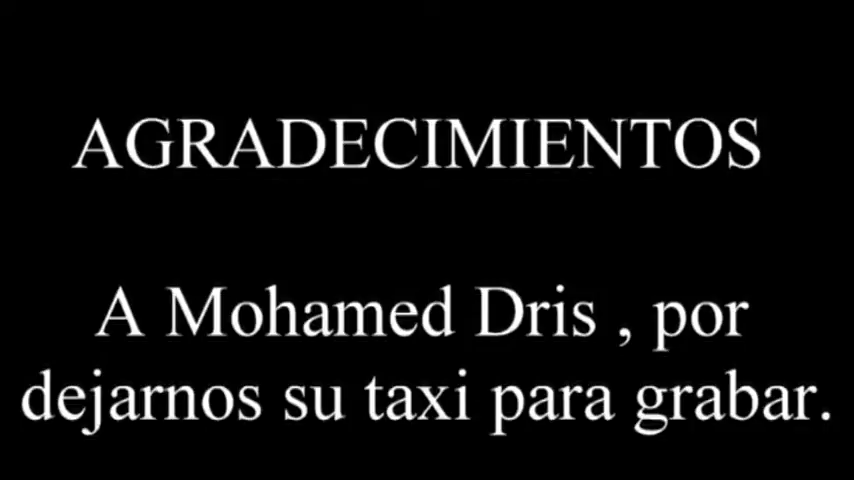 AGRADECIMIENTOS
A Mohamed Dris , por
dejarnos su taxi para grabar.